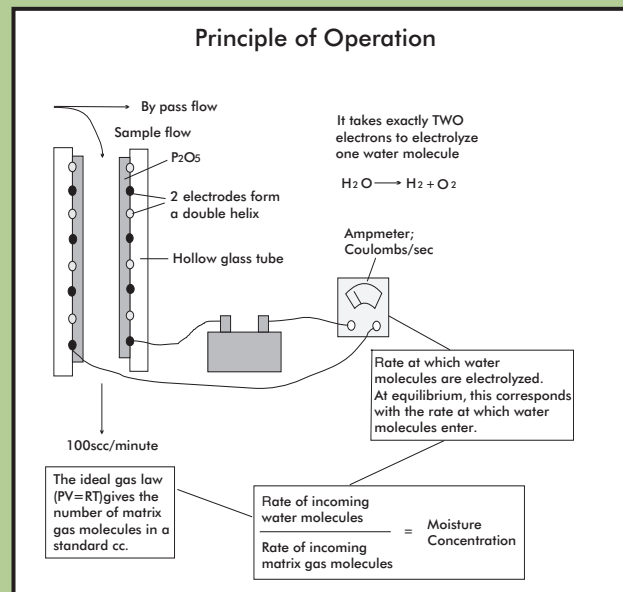 Principle of Operation
By pass flow
Sample flow
P2O5
2 electrodes form
a double helix
Hollow glass tube
100scc/minute
It takes exactly TWO
electrons to electrolyze
one water molecule
H2O → H2 + O2
Ampmeter;
Coulombs/sec
Rate at which water
molecules are electrolyzed.
At equilibrium, this corresponds
with the rate at which water
molecules enter.
The ideal gas law
(PV=RT)gives the
number of matrix
gas molecules in a
standard cc.
Rate of incoming
water molecules
Rate of incoming
matrix gas molecules
=
Moisture
Concentration